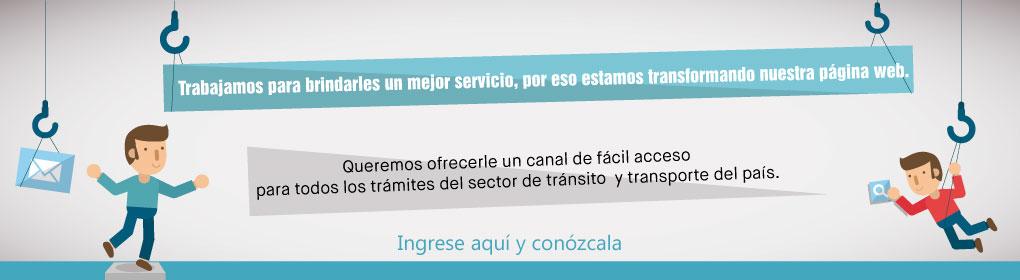 Trabajamos para brindarles un mejor servicio, por eso estamos transformando nuestra página web.
Queremos ofrecerle un canal de fácil acceso
para todos los trámites del sector de tránsito y transporte del país.
Ingrese aquí y conózcala